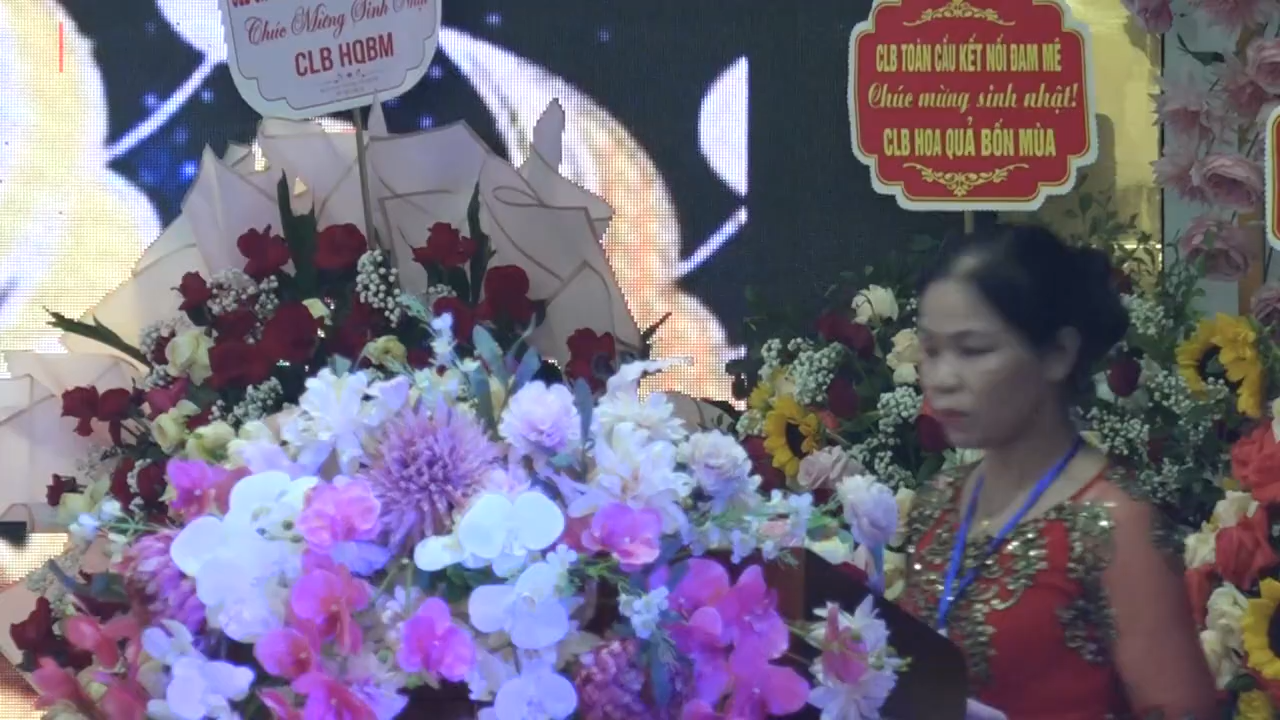 Chúc Mừng Sinh Nhật
CLB HQBM
CLB TOÀN CẦU KẾT NỐI ĐAM MÊ
Chúc mừng sinh nhật!
CLB HOA QUẢ BỐN MÙA